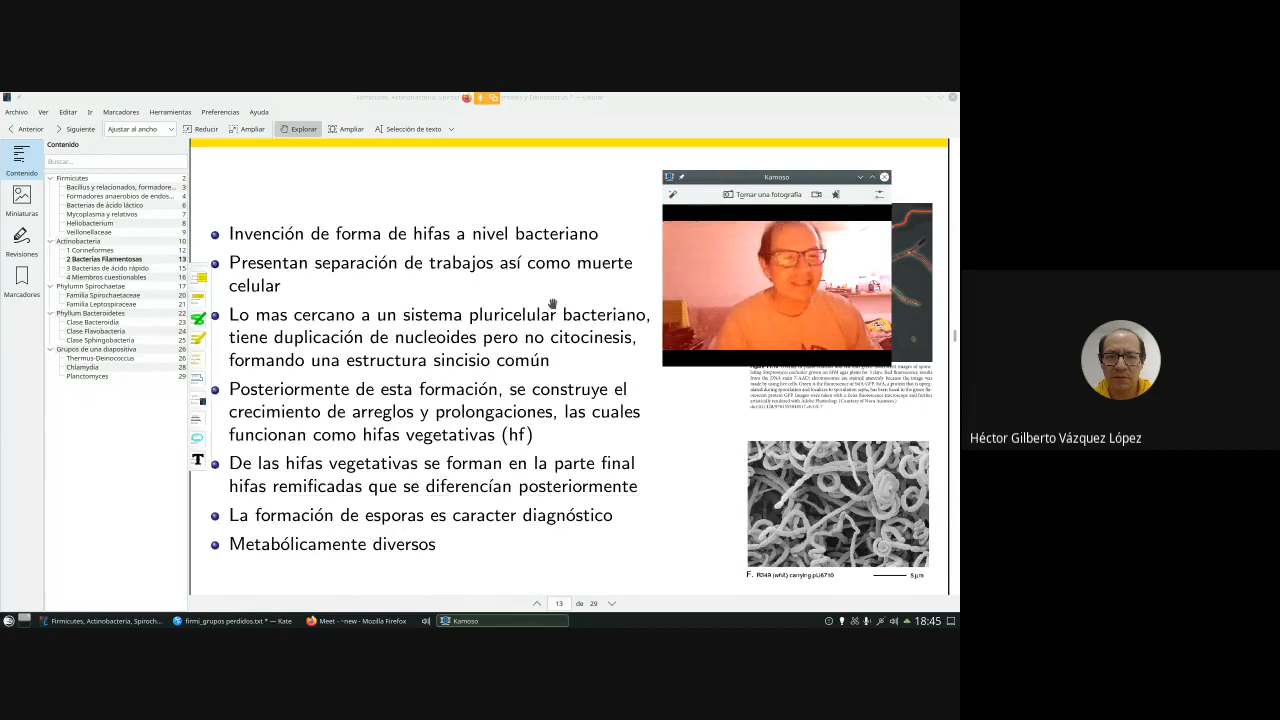 Firmicutes, Actinobacteria, Spiroc
y Deinococcus * — Okular
Archivo Ver Editar Ir Marcadores Herramientas Preferencias Ayuda
Anterior Siguiente Ajustar al ancho Reducir Ampliar Explorar Ampliar Selección de texto
Contenido
Contenido
Buscar...
Miniaturas
Revisiones
Marcadores
Firmicutes 2
Bacillus y relacionados, formadore... 3
Formadores anaerobios de endos... 4
Bacterias de ácido láctico 6
Mycoplasma y relativos 7
Heliobacterium 8
Veillonellaceae 9
Actinobacteria 10
1 Corineformes 12
2 Bacterias Filamentosas 13
3 Bacterias de ácido rápido 15
4 Miembros cuestionables 16
Phylumn Spirochaetae 17
Familia Spirochaetaceae 20
Familia Leptospiraceae 21
Phyllum Bacteroidetes 22
Clase Bacteroidia 23
Clase Flavobacteria 24
Clase Sphingobacteria 25
Grupos de una diapositiva 26
Thermus-Deinococcus 26
Chlamydia 28
Planctomyces 29
Invención de forma de hifas a nivel bacteriano
Presentan separación de trabajos así como muerte
celular
Lo mas cercano a un sistema pluricelular bacteriano,
tiene duplicación de nucleoides pero no citocinesis,
formando una estructura sincisio común
Posteriormente de esta formación, se construye el
crecimiento de arreglos y prolongaciones, las cuales
funcionan como hifas vegetativas (hf)
De las hifas vegetativas se forman en la parte final
hifas remificadas que se diferencían posteriormente
La formación de esporas es caracter diagnóstico
Metabólicamente diversos
T
Kamoso
Tomar una fotografía
F. R349 (whiI) carrying pIJ6710
5μm
13 de 29
Firmicutes, Actinobacteria, Spiroch...
firmi_grupos perdidos.txt * — Kate
Meet - ~new - Mozilla Firefox
Kamoso
18:45
Héctor Gilberto Vázquez López